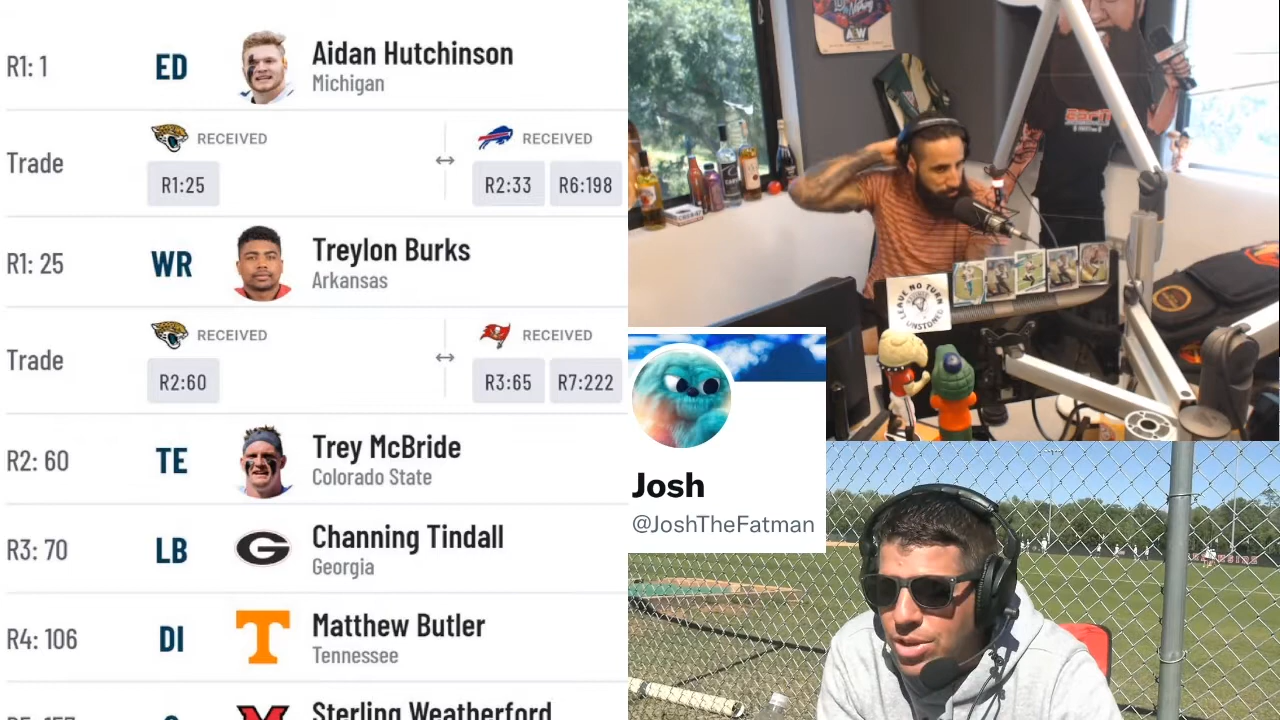 R1: 1
ED
Aidan Hutchinson
Michigan
Trade
RECEIVED
R1:25
RECEIVED
R2:33
R6:198
R1: 25
WR
Treylon Burks
Arkansas
Trade
RECEIVED
R2:60
RECEIVED
R3:65
R7:222
R2: 60
TE
Trey McBride
Colorado State
R3: 70
LB
Channing Tindall
Georgia
R4: 106
DI
Matthew Butler
Tennessee
Sterling Weatherford
AEW
LEAVE NO TURN
UNSTONED
Josh
@JoshTheFatman